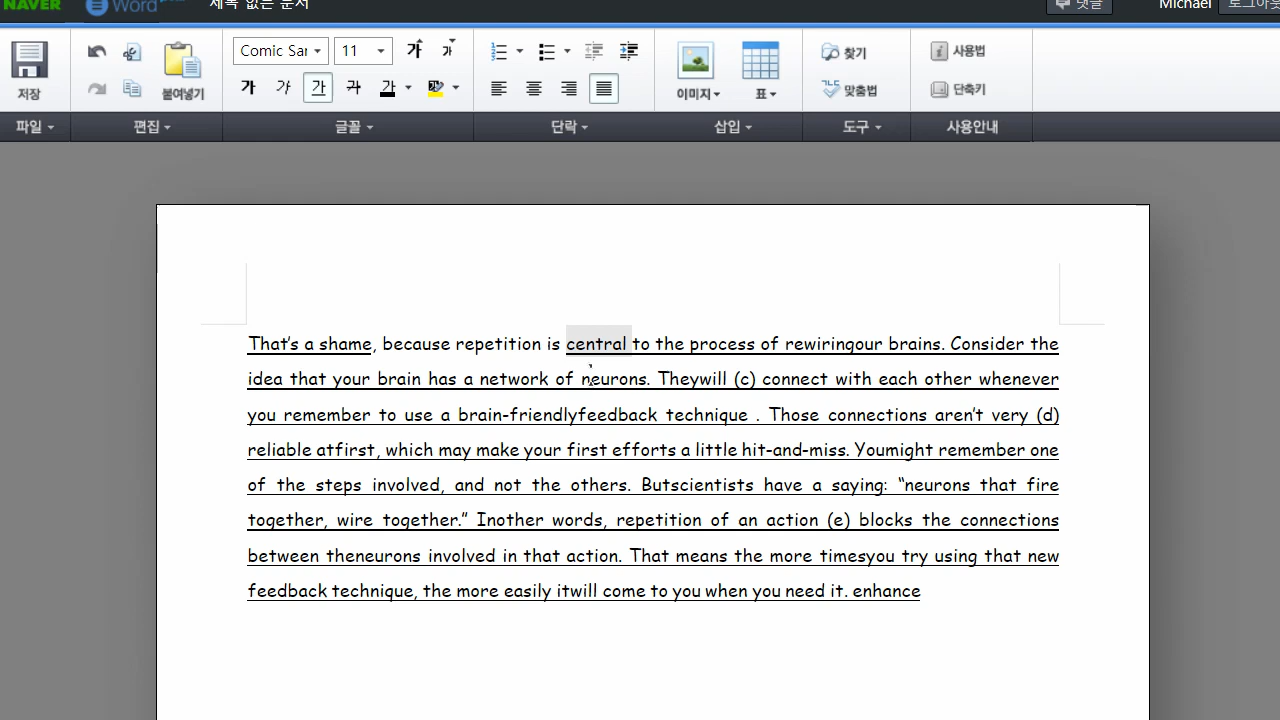 NAVER Word 제목 없는 문서 댓글 Michael 로그아웃
Comic Sar 11 가 가 찾기 사용법
저장 붙여넣기 가 가 가 가 가 이미지 표 맞춤법 단축키
파일 편집 글꼴 단락 삽입 도구 사용안내
That's a shame, because repetition is central to the process of rewiringour brains. Consider the
idea that your brain has a network of neurons. Theywill (c) connect with each other whenever
you remember to use a brain-friendlyfeedback technique . Those connections aren't very (d)
reliable atfirst, which may make your first efforts a little hit-and-miss. Youmight remember one
of the steps involved, and not the others. Butscientists have a saying: “neurons that fire
together, wire together.” Inother words, repetition of an action (e) blocks the connections
between theneurons involved in that action. That means the more timesyou try using that new
feedback technique, the more easily itwill come to you when you need it. enhance